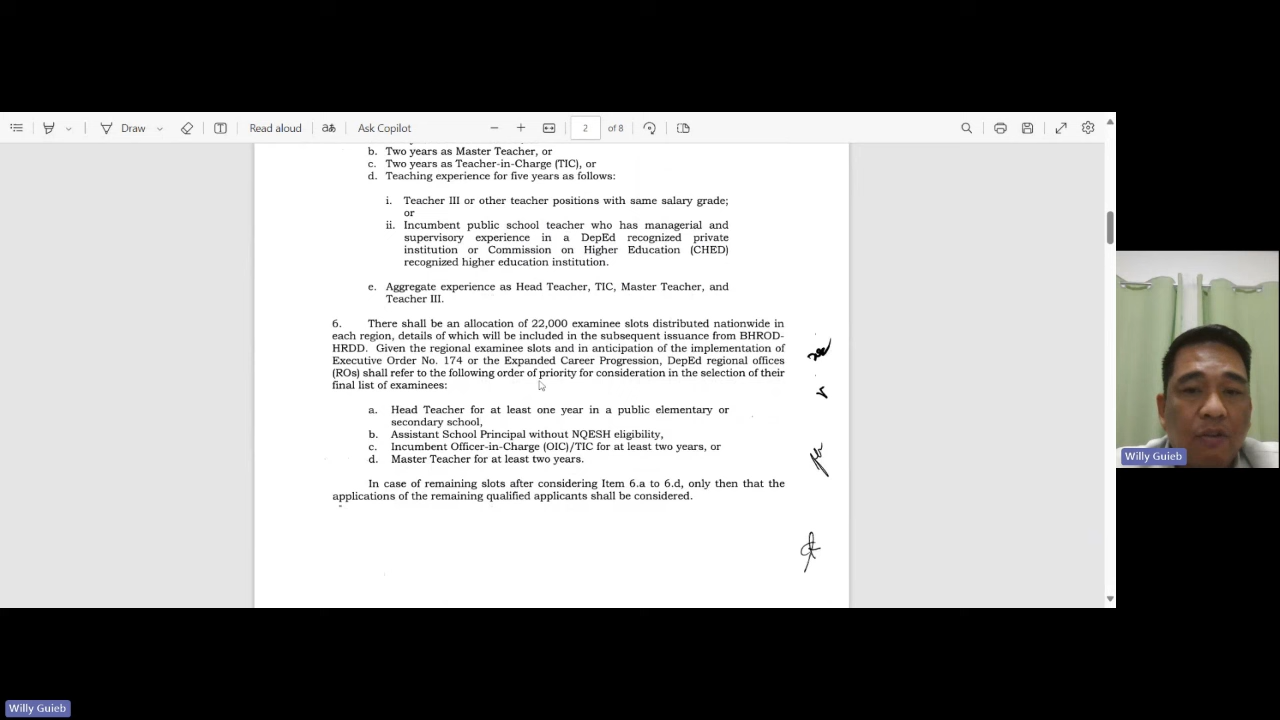 Draw
Read aloud
aあ
Ask Copilot
2
of 8
b. Two years as Master Teacher, or
c. Two years as Teacher-in-Charge (TIC), or
d. Teaching experience for five years as follows:
i. Teacher III or other teacher positions with same salary grade;
or
ii. Incumbent public school teacher who has managerial and
supervisory experience in a DepEd recognized private
institution or Commission on Higher Education (CHED)
recognized higher education institution.
e. Aggregate experience as Head Teacher, TIC, Master Teacher, and
Teacher III.
6. There shall be an allocation of 22,000 examinee slots distributed nationwide in
each region, details of which will be included in the subsequent issuance from BHROD-
HRDD. Given the regional examinee slots and in anticipation of the implementation of
Executive Order No. 174 or the Expanded Career Progression, DepEd regional offices
(ROs) shall refer to the following order of priority for consideration in the selection of their
final list of examinees:
a. Head Teacher for at least one year in a public elementary or
secondary school,
b. Assistant School Principal without NQESH eligibility,
c. Incumbent Officer-in-Charge (OIC)/TIC for at least two years, or
d. Master Teacher for at least two years.
In case of remaining slots after considering Item 6.a to 6.d, only then that the
applications of the remaining qualified applicants shall be considered.
Willy Guieb
Willy Guieb